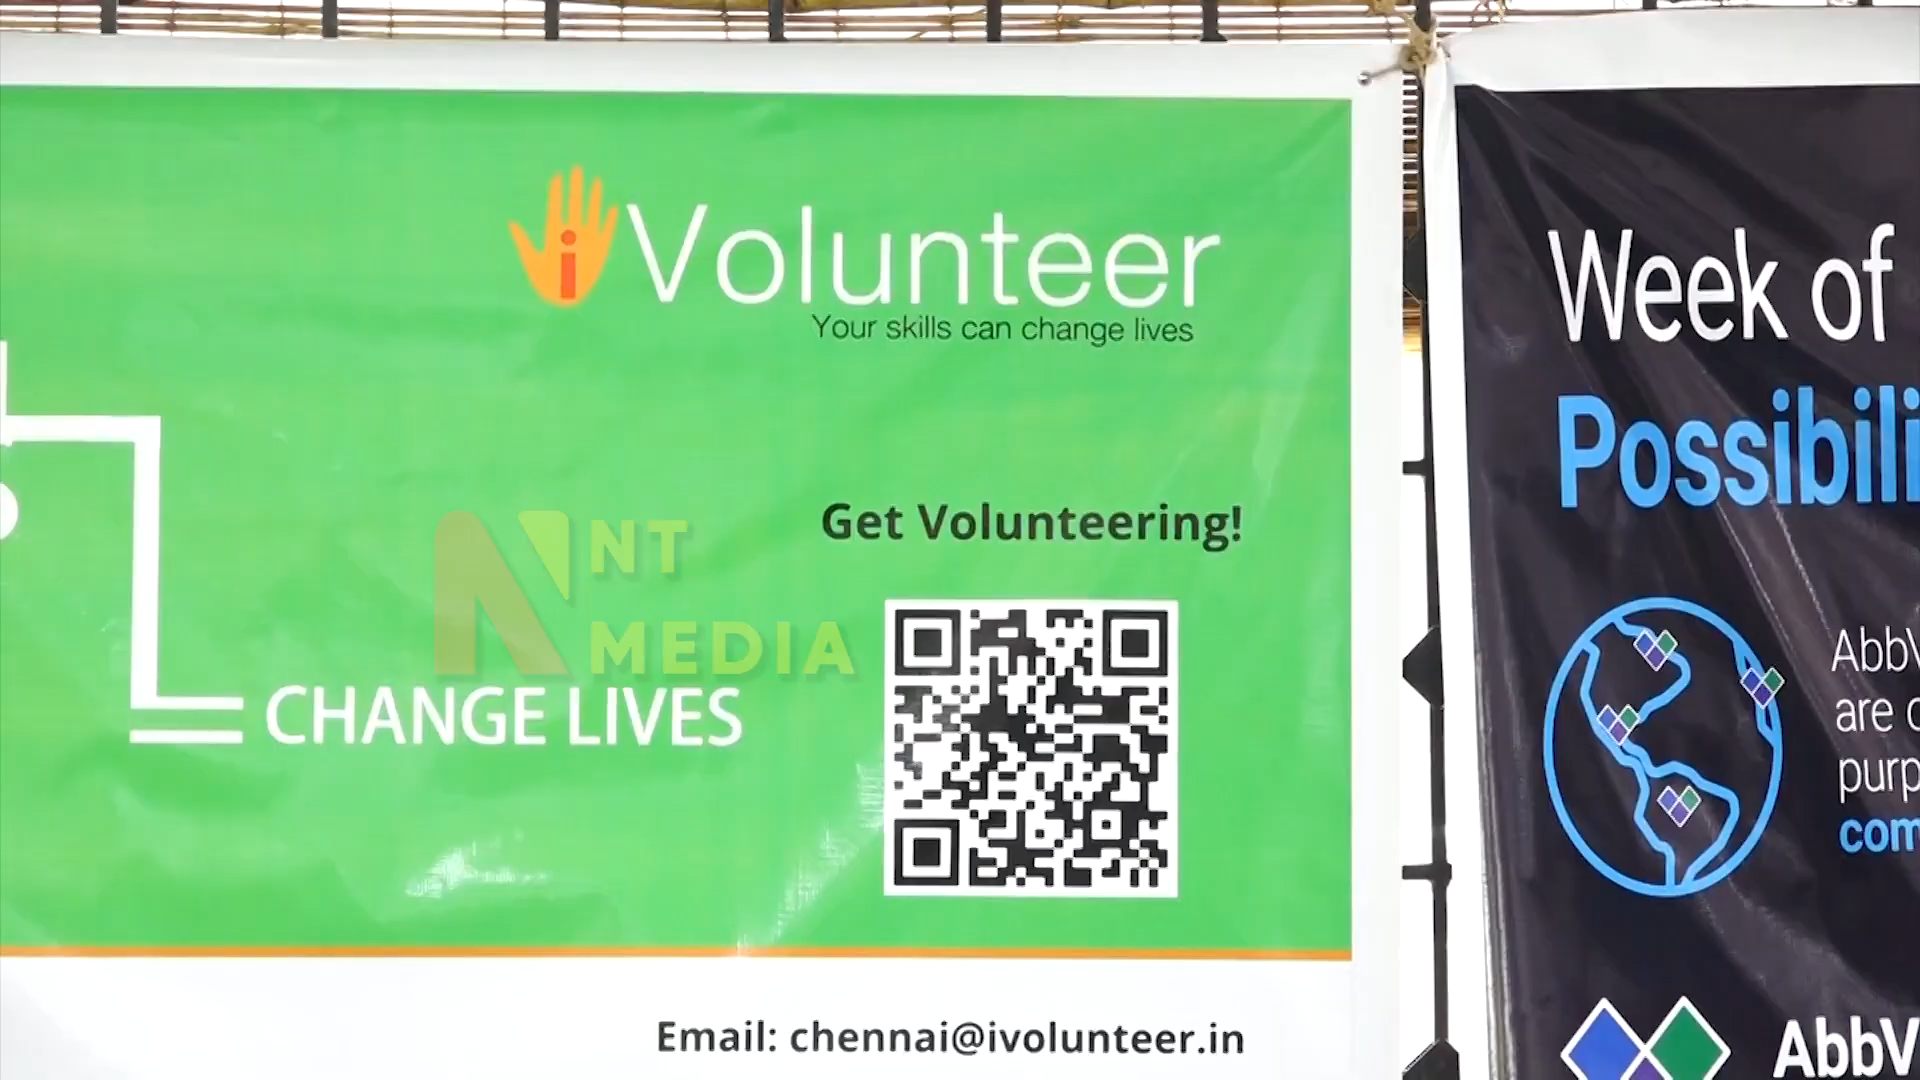 iVolunteer
Your skills can change lives
Get Volunteering!
NT
MEDIA
CHANGE LIVES
Email: chennai@ivolunteer.in
Week of
Possibili
AbbV
are c
purp
com
AbbV